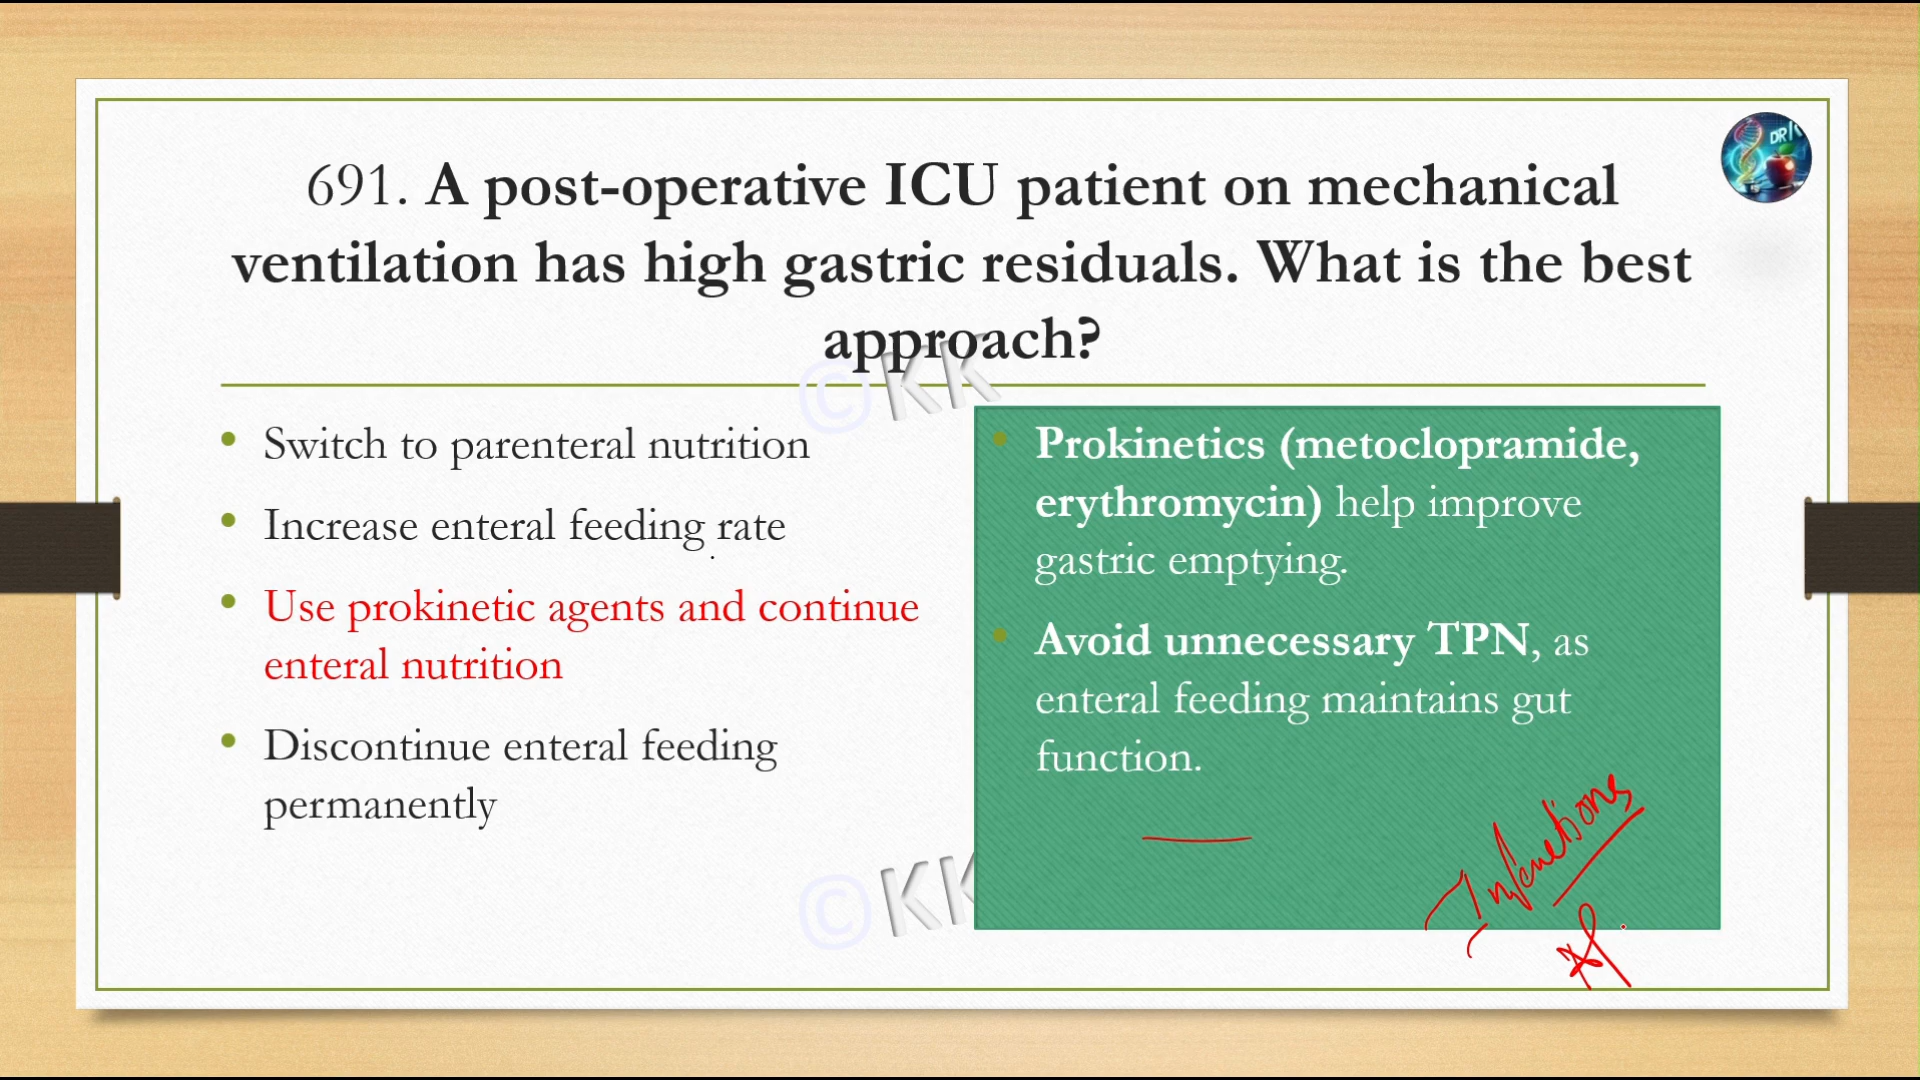 691. A post-operative ICU patient on mechanical
ventilation has high gastric residuals. What is the best
approach?
• Switch to parenteral nutrition
• Increase enteral feeding rate
• Use prokinetic agents and continue
enteral nutrition
• Discontinue enteral feeding
permanently
• Prokinetics (metoclopramide,
erythromycin) help improve
gastric emptying.
• Avoid unnecessary TPN, as
enteral feeding maintains gut
function.
©KK
©KK
DR